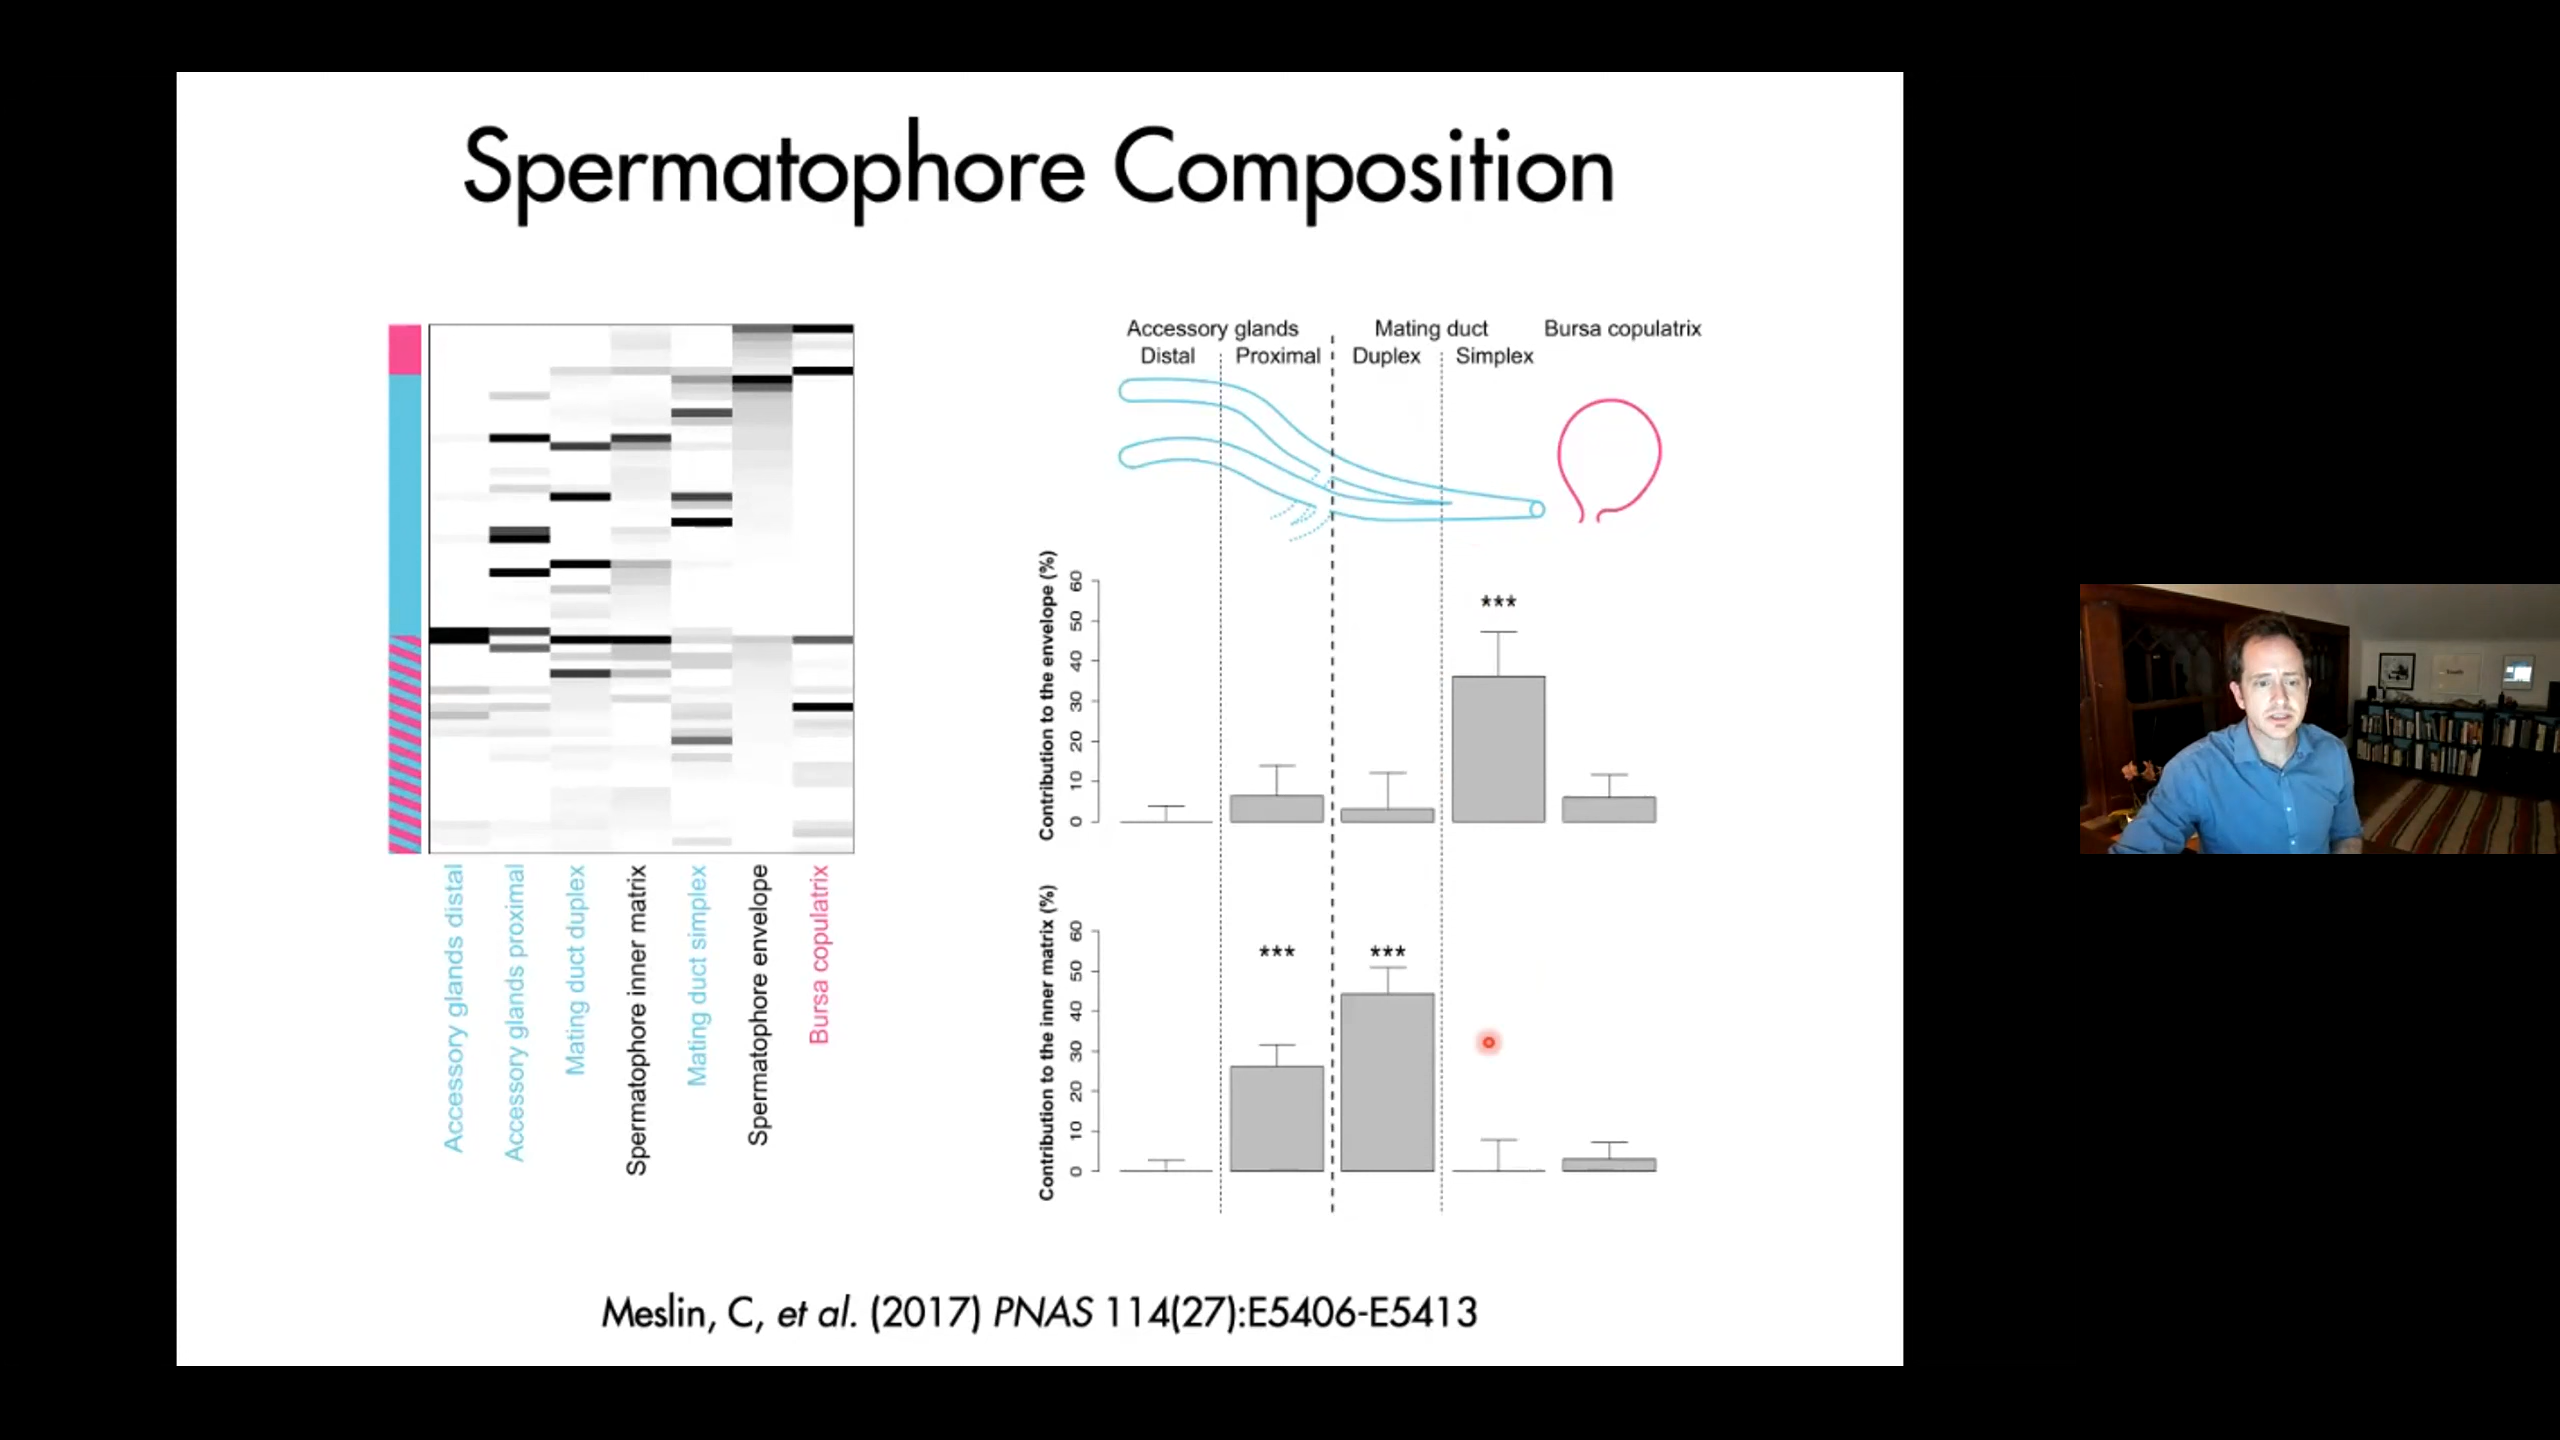 Spermatophore Composition
Accessory glands
Mating duct
Bursa copulatrix
Distal
Proximal
Duplex
Simplex
Contribution to the envelope (%)
60
50
40
30
20
10
0
***
Contribution to the inner matrix (%)
60
50
40
30
20
10
0
***
***
Accessory glands distal
Accessory glands proximal
Mating duct duplex
Spermatophore inner matrix
Mating duct simplex
Spermatophore envelope
Bursa copulatrix
Meslin, C, et al. (2017) PNAS 114(27):E5406-E5413